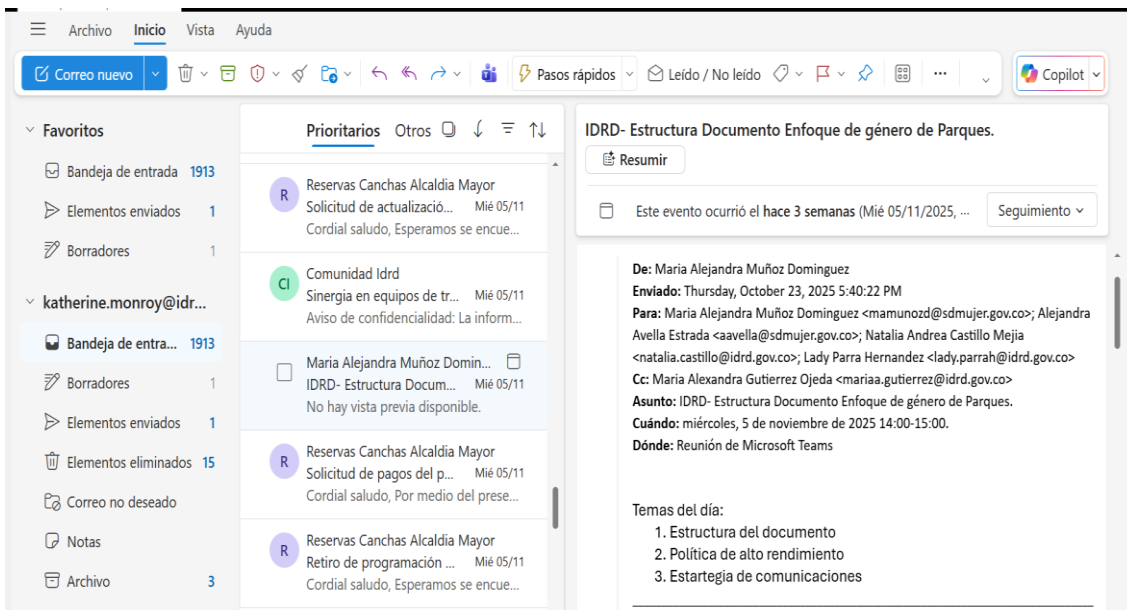 Archivo Inicio Vista Ayuda
Correo nuevo Pasos rápidos Leído / No leído Copilot
Favoritos
Bandeja de entrada 1913
Elementos enviados 1
Borradores 1
katherine.monroy@idr...
Bandeja de entra... 1913
Borradores 1
Elementos enviados 1
Elementos eliminados 15
Correo no deseado
Notas
Archivo 3
Prioritarios Otros
R
Reservas Canchas Alcaldia Mayor
Solicitud de actualizació... Mié 05/11
Cordial saludo, Esperamos se encue...
CI
Comunidad Idrd
Sinergia en equipos de tr... Mié 05/11
Aviso de confidencialidad: La inform...
Maria Alejandra Muñoz Domin...
IDRD- Estructura Docum... Mié 05/11
No hay vista previa disponible.
R
Reservas Canchas Alcaldia Mayor
Solicitud de pagos del p... Mié 05/11
Cordial saludo, Por medio del prese...
R
Reservas Canchas Alcaldia Mayor
Retiro de programación ... Mié 05/11
Cordial saludo, Esperamos se encue...
IDRD- Estructura Documento Enfoque de género de Parques.
Resumir
Este evento ocurrió el hace 3 semanas (Mié 05/11/2025, ... Seguimiento
De: Maria Alejandra Muñoz Dominguez
Enviado: Thursday, October 23, 2025 5:40:22 PM
Para: Maria Alejandra Muñoz Dominguez <mamunozd@sdmujer.gov.co>; Alejandra
Avella Estrada <aavella@sdmujer.gov.co>; Natalia Andrea Castillo Mejia
<natalia.castillo@idrd.gov.co>; Lady Parra Hernandez <lady.parrah@idrd.gov.co>
Cc: Maria Alexandra Gutierrez Ojeda <mariaa.gutierrez@idrd.gov.co>
Asunto: IDRD- Estructura Documento Enfoque de género de Parques.
Cuándo: miércoles, 5 de noviembre de 2025 14:00-15:00.
Dónde: Reunión de Microsoft Teams
Temas del día:
1. Estructura del documento
2. Política de alto rendimiento
3. Estartegia de comunicaciones